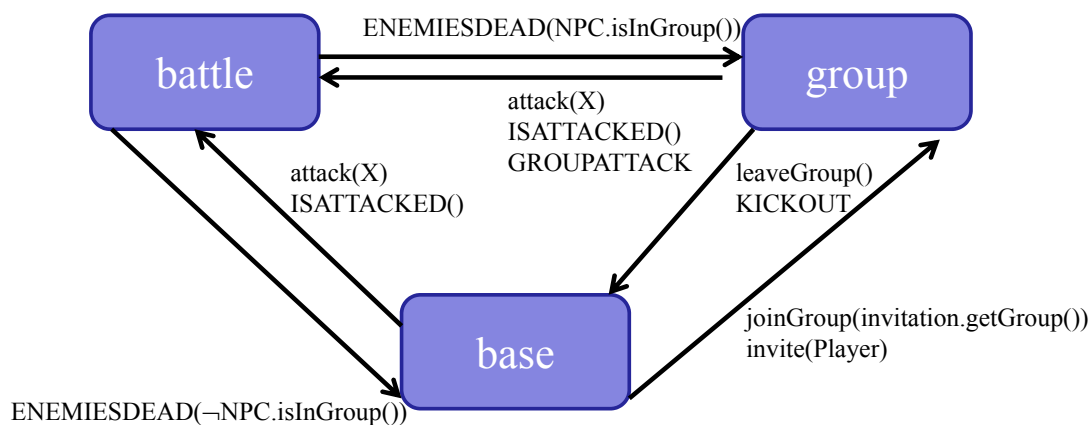 ENEMIESDEAD(NPC.isInGroup())
battle
group
attack(X)
ISATTACKED()
GROUPATTACK
attack(X)
ISATTACKED()
leaveGroup()
KICKOUT
base
joinGroup(invitation.getGroup())
invite(Player)
ENEMIESDEAD(¬NPC.isInGroup())